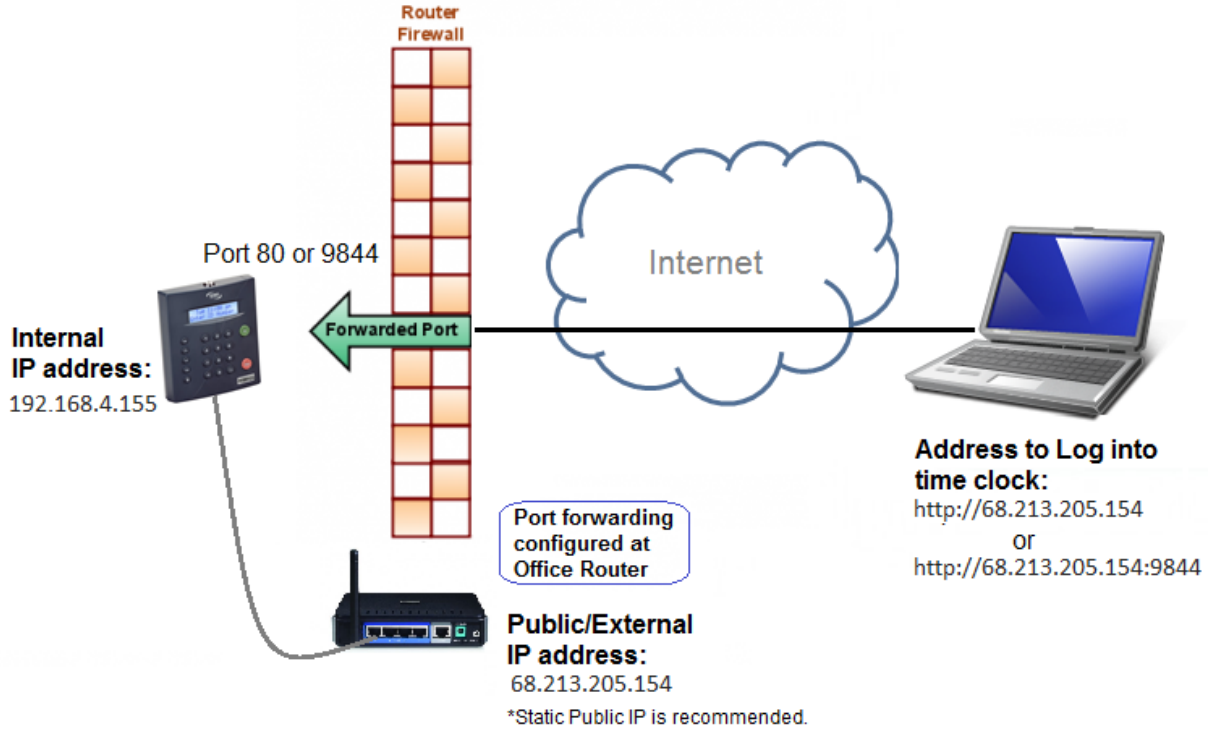 Router
Firewall
Port 80 or 9844
Internet
Forwarded Port
Internal
IP address:
192.168.4.155
Address to Log into
time clock:
http://68.213.205.154
or
http://68.213.205.154:9844
Port forwarding
configured at
Office Router
Public/External
IP address:
68.213.205.154
*Static Public IP is recommended.